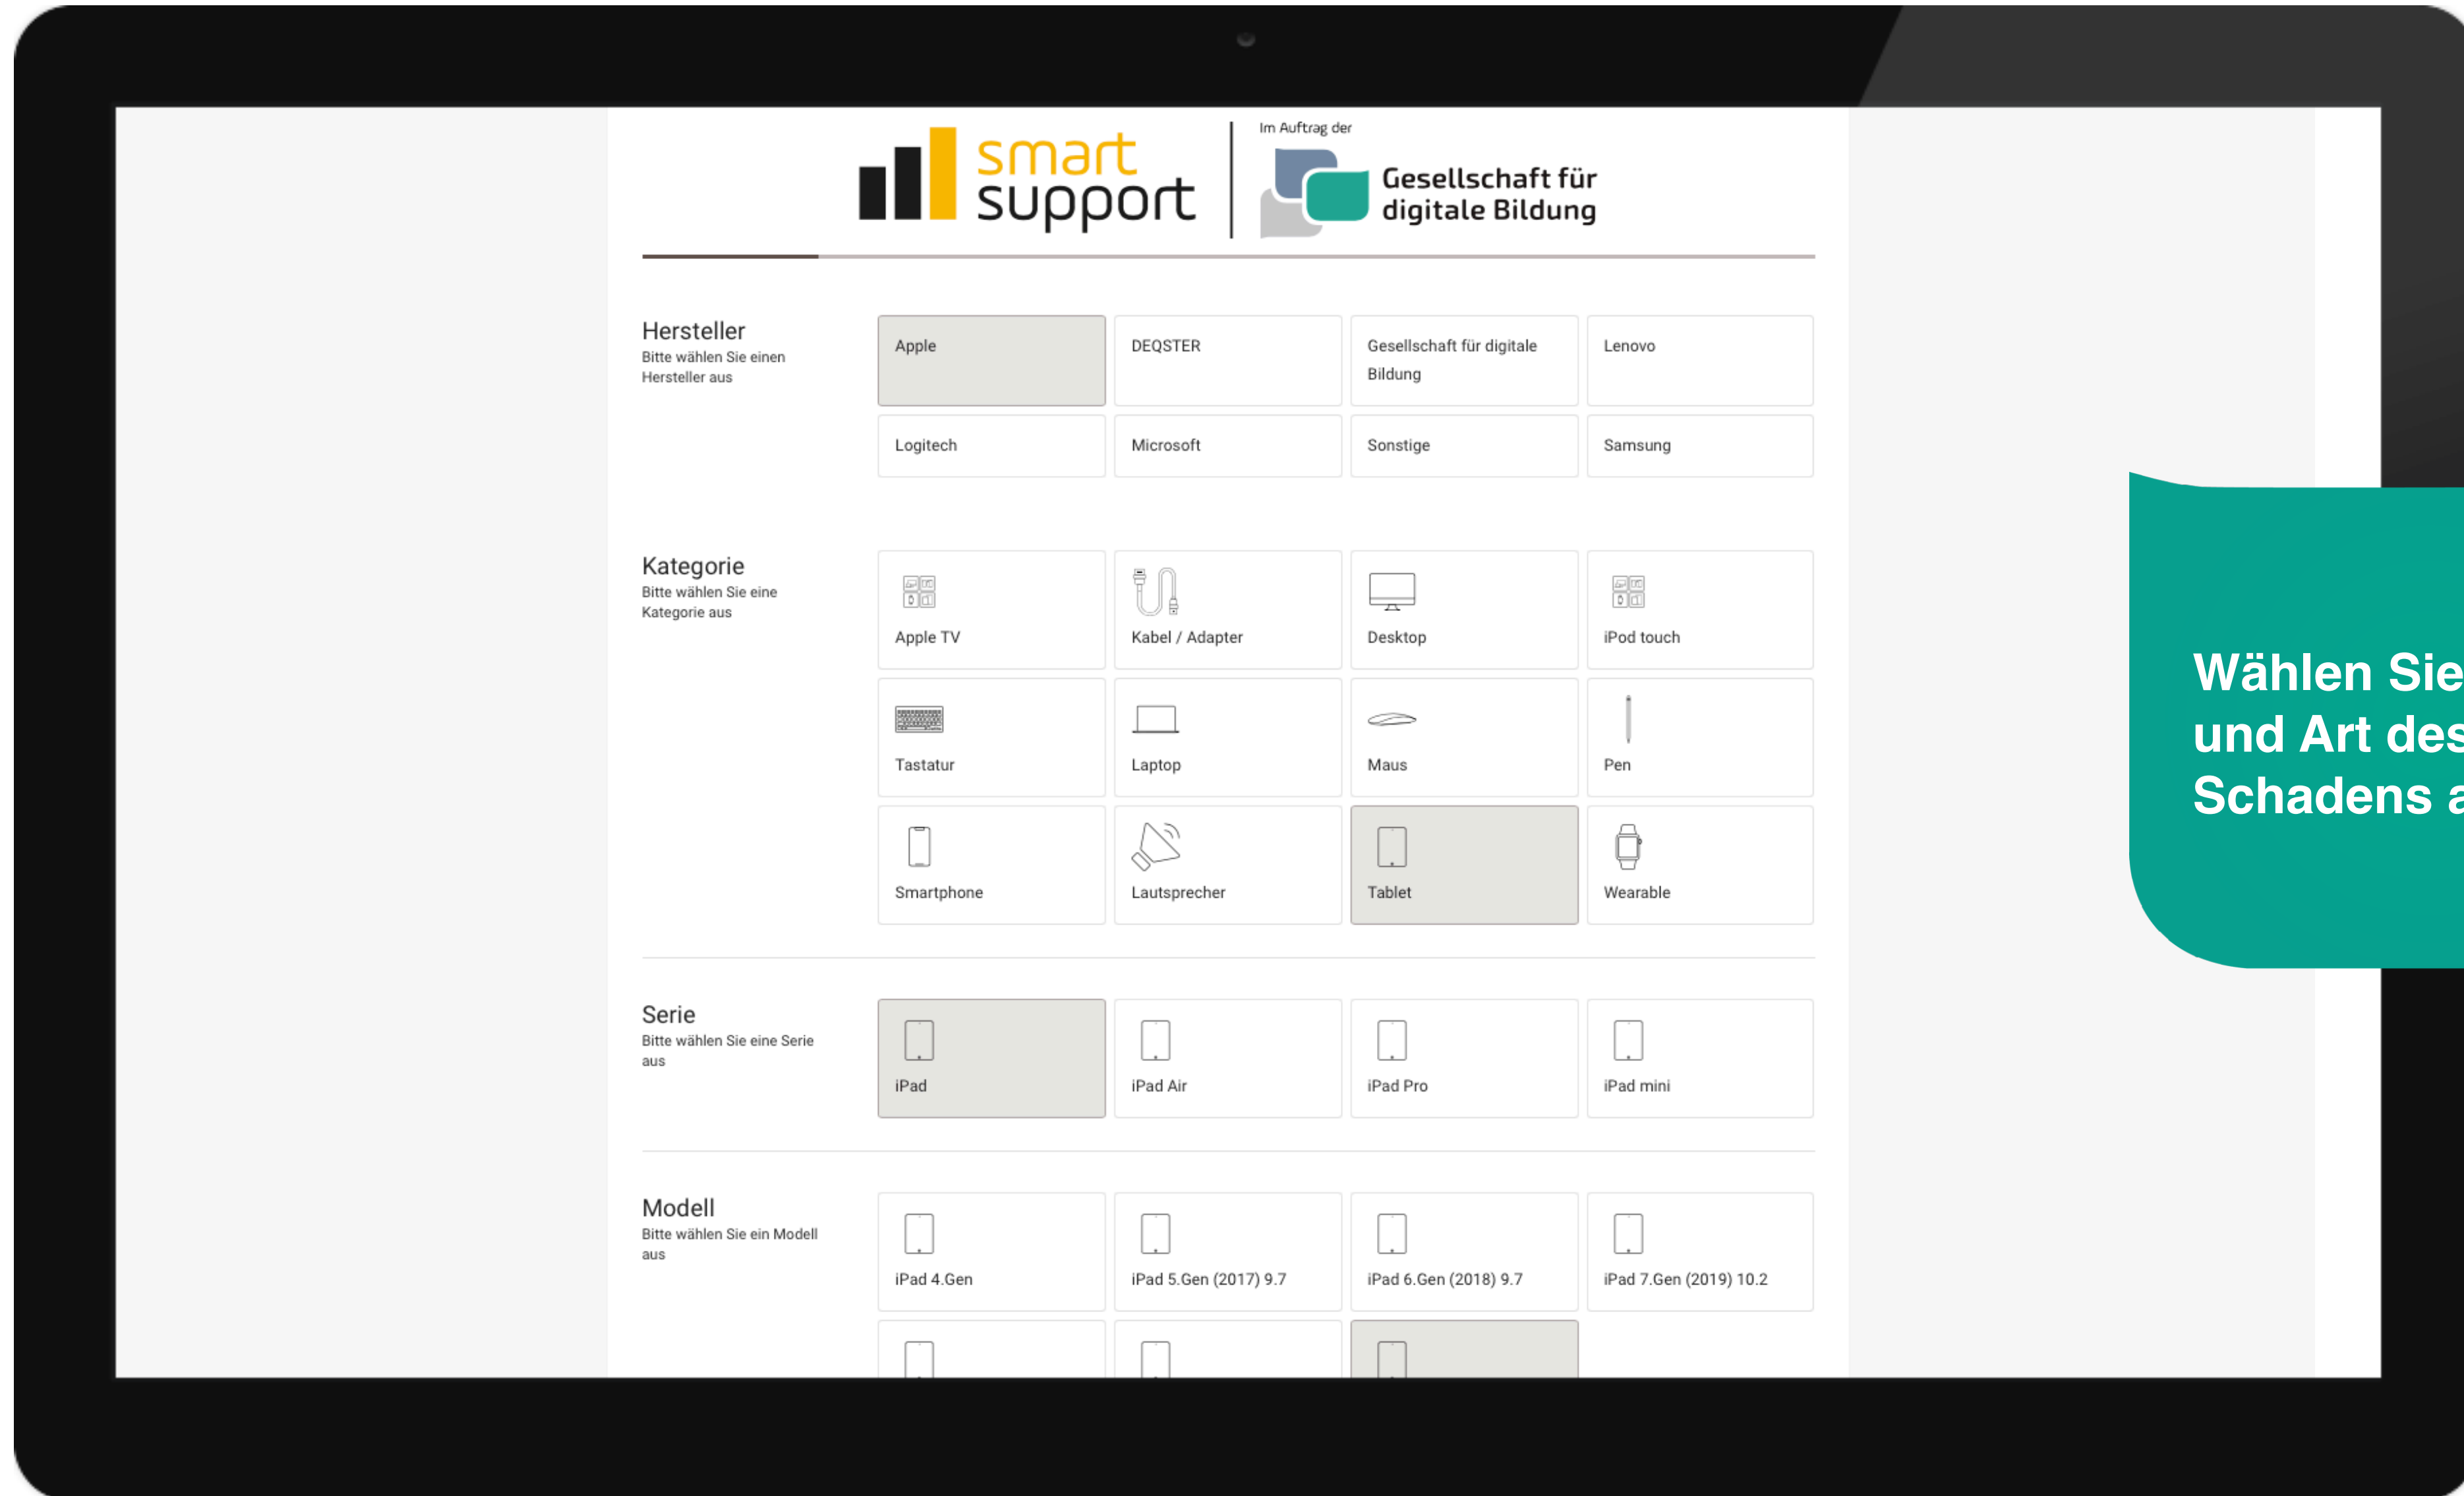 smart
support
Im Auftrag der
Gesellschaft für
digitale Bildung
Hersteller
Bitte wählen Sie einen
Hersteller aus
Apple
DEQSTER
Gesellschaft für digitale
Bildung
Lenovo
Logitech
Microsoft
Sonstige
Samsung
Kategorie
Bitte wählen Sie eine
Kategorie aus
Apple TV
Kabel / Adapter
Desktop
iPod touch
Tastatur
Laptop
Maus
Pen
Smartphone
Lautsprecher
Tablet
Wearable
Serie
Bitte wählen Sie eine Serie
aus
iPad
iPad Air
iPad Pro
iPad mini
Modell
Bitte wählen Sie ein Modell
aus
iPad 4.Gen
iPad 5.Gen (2017) 9.7
iPad 6.Gen (2018) 9.7
iPad 7.Gen (2019) 10.2
Wählen Sie
und Art des
Schadens